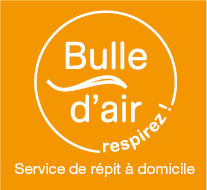 Bulle
d'air
respirez !
Service de répit à domicile